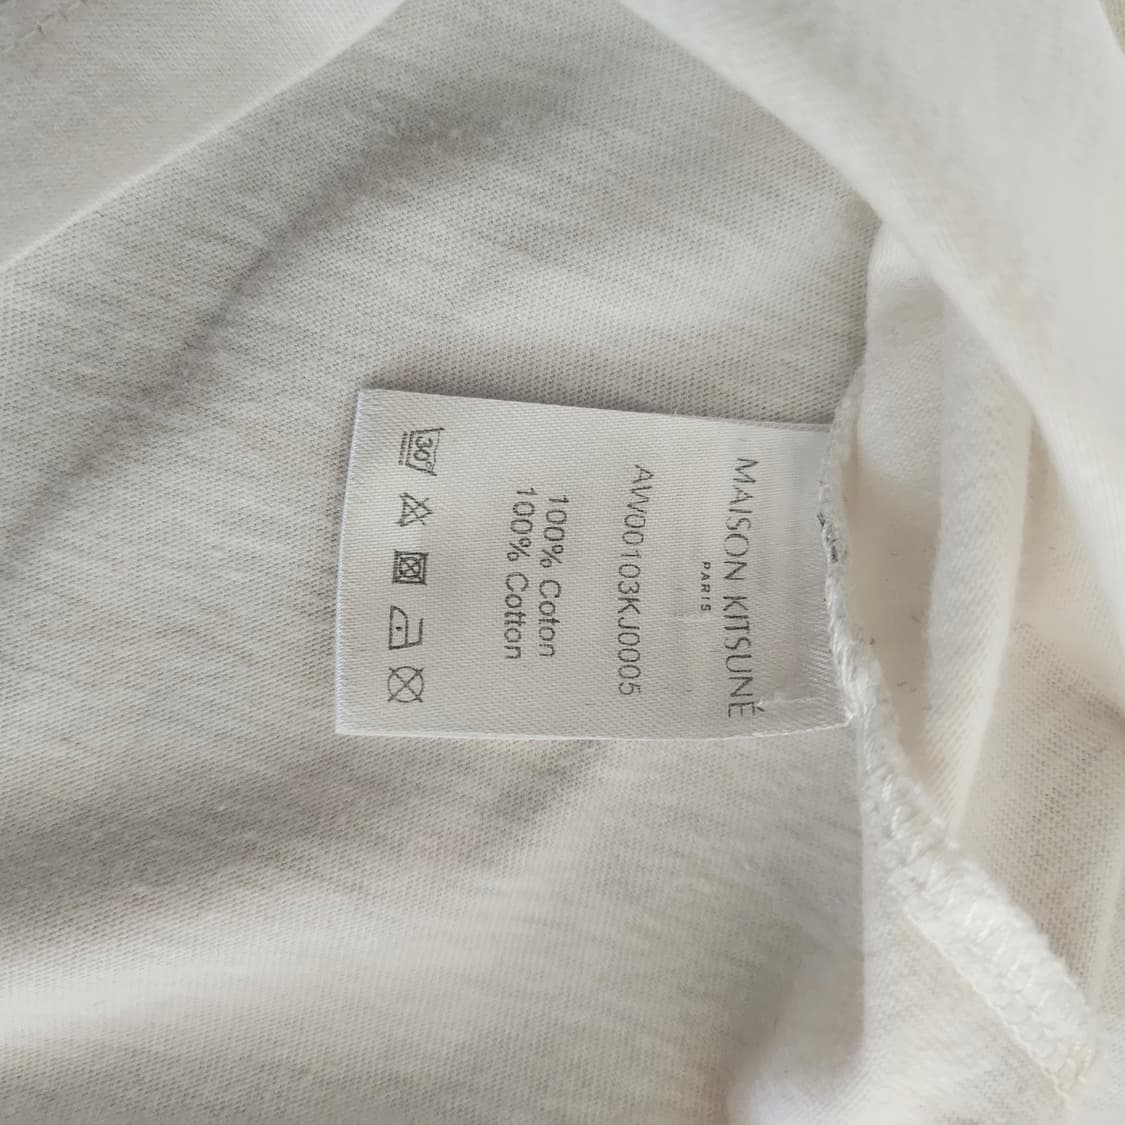 MAISON KITSUNÉ
PARIS
AW00103KJ0005
100% Coton
100% Cotton
30°